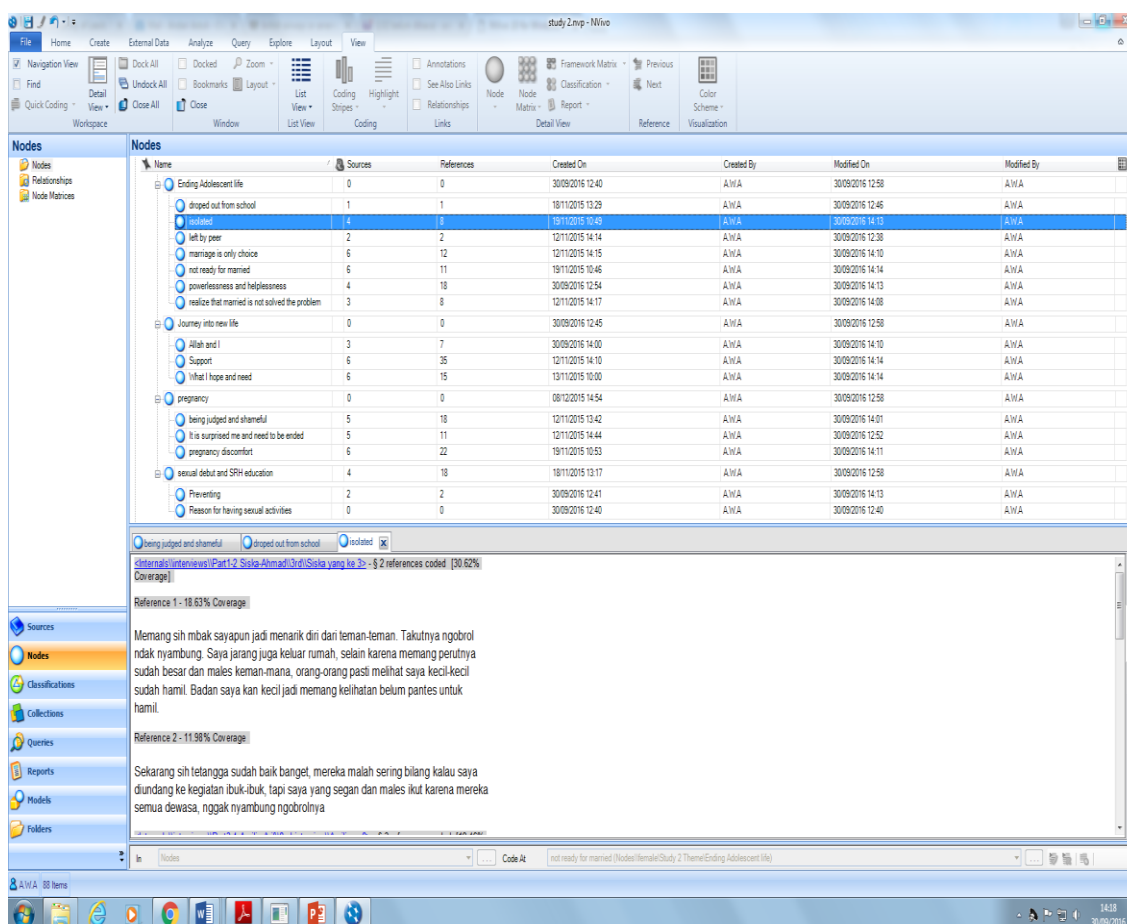 study 2.nvp - NVivo
File Home Create External Data Analyze Query Explore Layout View
Navigation View
Find
Quick Coding
Detail View
Workspace
Dock All
Undock All
Close All
Docked
Bookmarks
Close
Zoom
Layout
Window
List View
List View
Coding Stripes
Highlight
Coding
Annotations
See Also Links
Relationships
Links
Node
Node Matrix
Framework Matrix
Classification
Report
Detail View
Previous
Next
Reference
Color Scheme
Visualization
Nodes
Nodes
Relationships
Node Matrices
Nodes
Name Sources References Created On Created By Modified On Modified By
Ending Adolescent life 0 0 30/09/2016 12:40 A.W.A 30/09/2016 12:58 A.W.A
droped out from school 1 1 18/11/2015 13:29 A.W.A 30/09/2016 12:46 A.W.A
isolated 4 8 19/11/2015 10:49 A.W.A 30/09/2016 14:13 A.W.A
left by peer 2 2 12/11/2015 14:14 A.W.A 30/09/2016 12:38 A.W.A
marriage is only choice 6 12 12/11/2015 14:15 A.W.A 30/09/2016 14:10 A.W.A
not ready for married 6 11 19/11/2015 10:46 A.W.A 30/09/2016 14:14 A.W.A
powerlessness and helplessness 4 18 30/09/2016 12:54 A.W.A 30/09/2016 14:13 A.W.A
realize that married is not solved the problem 3 8 12/11/2015 14:17 A.W.A 30/09/2016 14:08 A.W.A
Journey into new life 0 0 30/09/2016 12:45 A.W.A 30/09/2016 12:58 A.W.A
Allah and I 3 7 30/09/2016 14:00 A.W.A 30/09/2016 14:10 A.W.A
Support 6 35 12/11/2015 14:10 A.W.A 30/09/2016 14:14 A.W.A
What I hope and need 6 15 13/11/2015 10:00 A.W.A 30/09/2016 14:14 A.W.A
pregnancy 0 0 08/12/2015 14:54 A.W.A 30/09/2016 12:58 A.W.A
being judged and shameful 5 18 12/11/2015 13:42 A.W.A 30/09/2016 14:01 A.W.A
It is surprised me and need to be ended 5 11 12/11/2015 14:44 A.W.A 30/09/2016 12:52 A.W.A
pregnancy discomfort 6 22 19/11/2015 10:53 A.W.A 30/09/2016 14:11 A.W.A
sexual debut and SRH education 4 18 18/11/2015 13:17 A.W.A 30/09/2016 12:58 A.W.A
Preventing 2 2 30/09/2016 12:41 A.W.A 30/09/2016 14:13 A.W.A
Reason for having sexual activities 0 0 30/09/2016 12:40 A.W.A 30/09/2016 12:40 A.W.A
being judged and shameful droped out from school isolated
<Internals\\interviews\\Part1-2 Siska-Ahmad\\3rd\\Siska yang ke 3> - § 2 references coded [30.62%
Coverage]
Reference 1 - 18.63% Coverage
Memang sih mbak sayapun jadi menarik diri dari teman-teman. Takutnya ngobrol
ndak nyambung. Saya jarang juga keluar rumah, selain karena memang perutnya
sudah besar dan males keman-mana, orang-orang pasti melihat saya kecil-kecil
sudah hamil. Badan saya kan kecil jadi memang kelihatan belum pantes untuk
hamil.
Reference 2 - 11.98% Coverage
Sekarang sih tetangga sudah baik banget, mereka malah sering bilang kalau saya
diundang ke kegiatan ibuk-ibuk, tapi saya yang segan dan males ikut karena mereka
semua dewasa, nggak nyambung ngobrolnya
Sources
Nodes
Classifications
Collections
Queries
Reports
Models
Folders
In Nodes ... Code At not ready for married (Nodes\\female\\Study 2 Theme\\Ending Adolescent life) ...
A.W.A 88 Items
14:18
30/09/2016